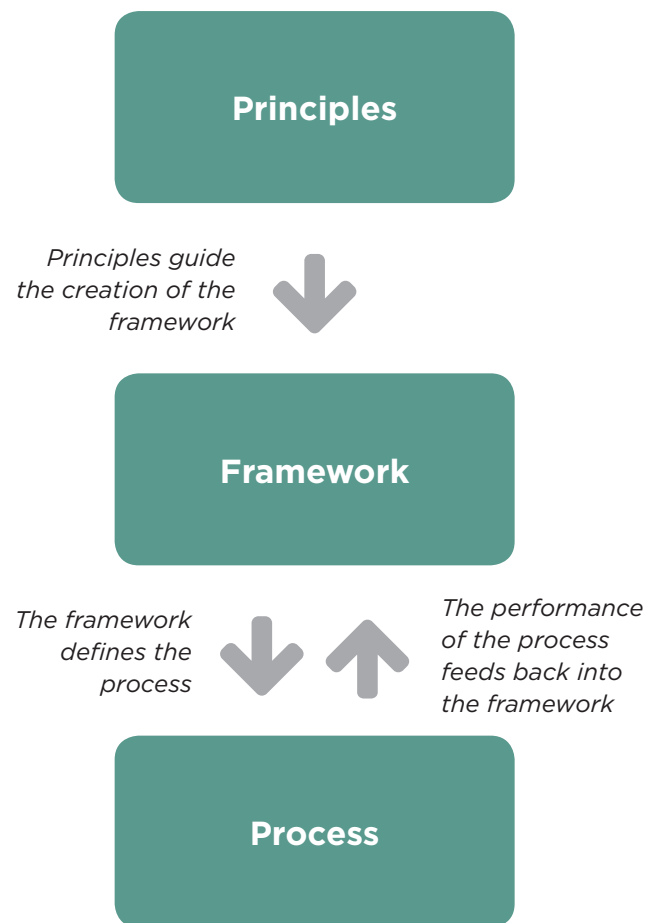 Principles
Principles guide
the creation of the
framework
Framework
The framework
defines the
process
The performance
of the process
feeds back into
the framework
Process